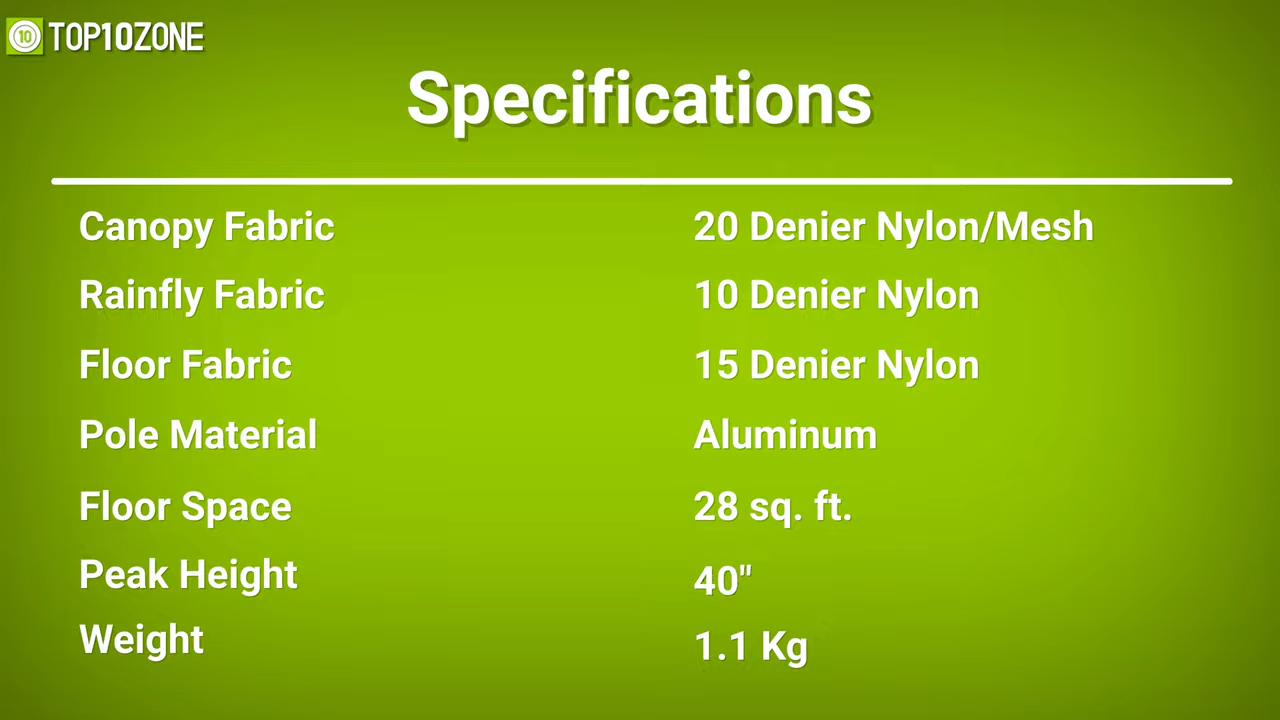 10 TOP10ZONE
Specifications
Canopy Fabric 20 Denier Nylon/Mesh
Rainfly Fabric 10 Denier Nylon
Floor Fabric 15 Denier Nylon
Pole Material Aluminum
Floor Space 28 sq. ft.
Peak Height 40"
Weight 1.1 Kg